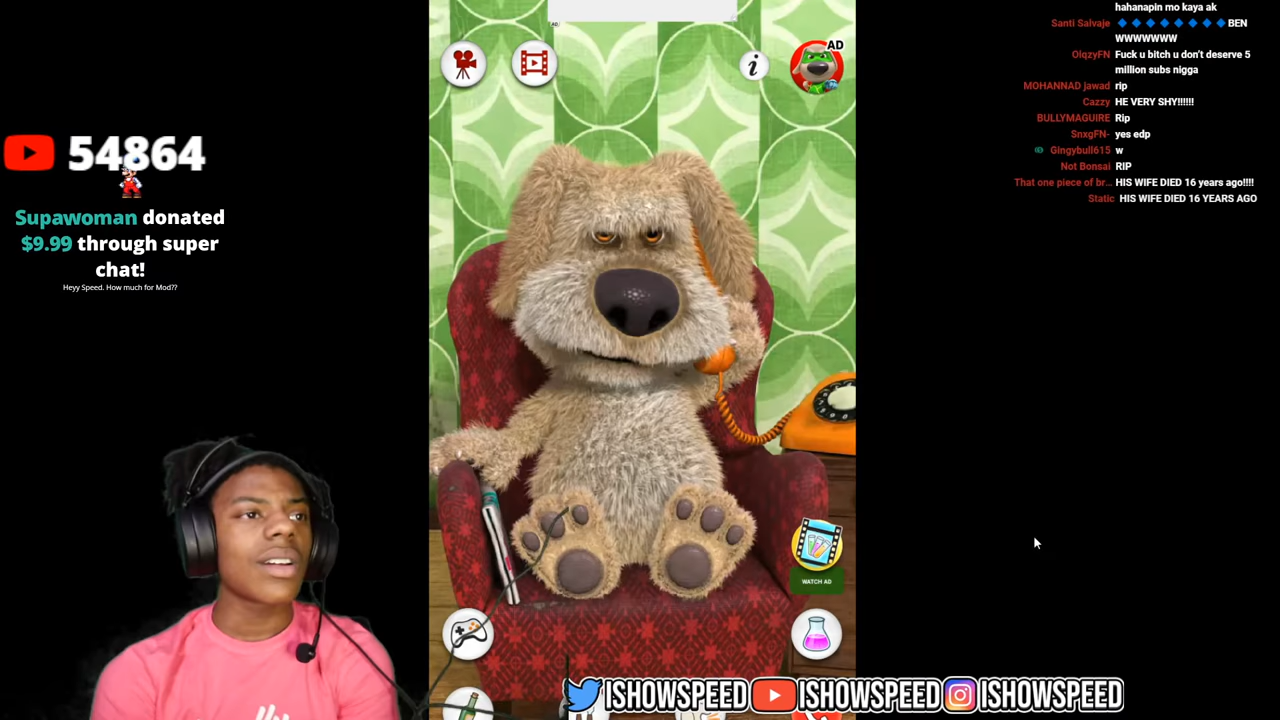 54864
Supawoman donated
$9.99 through super
chat!
Heyy Speed. How much for Mod??
AD
i
AD
WATCH AD
hahanapin mo kaya ak
Santi Salvaje BEN
WWWWWWW
OiqzyFN Fuck u bitch u don't deserve 5
million subs nigga
MOHANNAD jawad rip
Cazzy HE VERY SHY!!!!!!
BULLYMAGUIRE Rip
SnxgFN- yes edp
Gingybull615 w
Not Bonsai RIP
That one piece of br... HIS WIFE DIED 16 years ago!!!!
Static HIS WIFE DIED 16 YEARS AGO
ISHOWSPEED ISHOWSPEED ISHOWSPEED